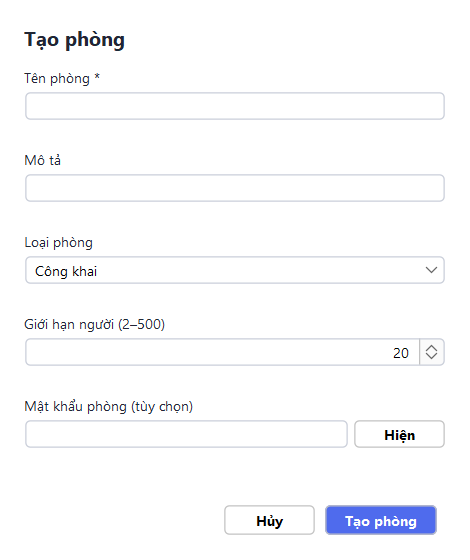 Tạo phòng
Tên phòng *
Mô tả
Loại phòng
Công khai
Giới hạn người (2–500)
20
Mật khẩu phòng (tùy chọn)
Hiện
Hủy Tạo phòng